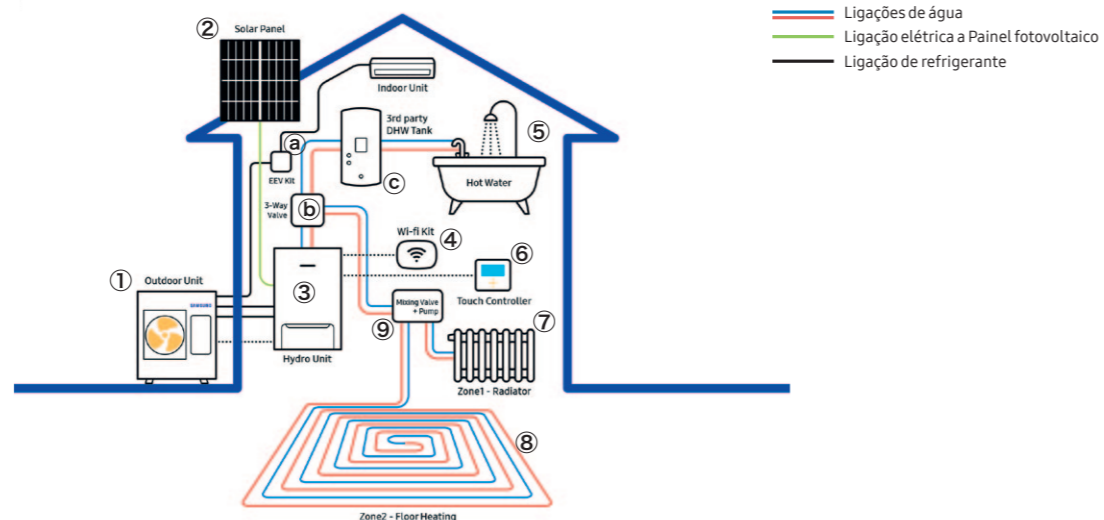 Ligações de água
Ligação elétrica a Painel fotovoltaico
Ligação de refrigerante
② Solar Panel
Indoor Unit
ⓐ
EEV Kit
3rd party
DHW Tank
ⓒ
⑤
Hot Water
3-Way
Valve
ⓑ
Wi-fi Kit ④
⑥
Touch Controller
① Outdoor Unit
SAMSUNG
③
Hydro Unit
Mixing Valve
+ Pump
⑨
⑦
Zone1 - Radiator
⑧
Zone2 - Floor Heating